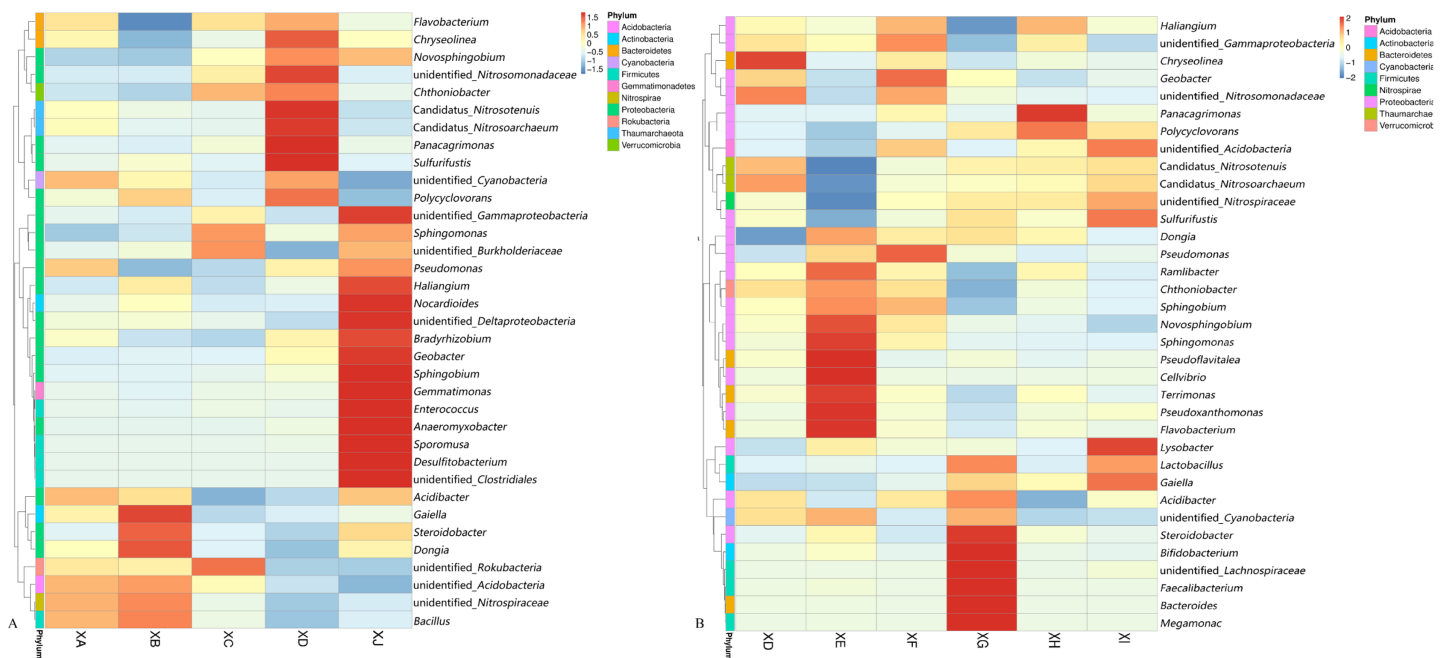 Flavobacterium
Chryseolinea
Novosphingobium
unidentified_Nitrosomonadaceae
Chthoniobacter
Candidatus_Nitrosotenuis
Candidatus_Nitrosoarchaeum
Panacagrimonas
Sulfurifustis
unidentified_Cyanobacteria
Polycyclovorans
unidentified_Gammaproteobacteria
Sphingomonas
unidentified_Burkholderiaceae
Pseudomonas
Haliangium
Nocardioides
unidentified_Deltaproteobacteria
Bradyrhizobium
Geobacter
Sphingobium
Gemmatimonas
Enterococcus
Anaeromyxobacter
Sporomusa
Desulfitobacterium
unidentified_Clostridiales
Acidibacter
Gaiella
Steroidobacter
Dongia
unidentified_Rokubacteria
unidentified_Acidobacteria
unidentified_Nitrospiraceae
Bacillus
A
Phylum
XA
XB
XC
XD
XJ
1.5
1
0.5
0
−0.5
−1
−1.5
Phylum
Acidobacteria
Actinobacteria
Bacteroidetes
Cyanobacteria
Firmicutes
Gemmatimonadetes
Nitrospirae
Proteobacteria
Rokubacteria
Thaumarchaeota
Verrucomicrobia
Haliangium
unidentified_Gammaproteobacteria
Chryseolinea
Geobacter
unidentified_Nitrosomonadaceae
Panacagrimonas
Polycyclovorans
unidentified_Acidobacteria
Candidatus_Nitrosotenuis
Candidatus_Nitrosoarchaeum
unidentified_Nitrospiraceae
Sulfurifustis
Dongia
Pseudomonas
Ramlibacter
Chthoniobacter
Sphingobium
Novosphingobium
Sphingomonas
Pseudoflavitalea
Cellvibrio
Terrimonas
Pseudoxanthomonas
Flavobacterium
Lysobacter
Lactobacillus
Gaiella
Acidibacter
unidentified_Cyanobacteria
Steroidobacter
Bifidobacterium
unidentified_Lachnospiraceae
Faecalibacterium
Bacteroides
Megamonac
B
Phylum
XD
XE
XF
XG
XH
XI
2
1
0
−1
−2
Phylum
Acidobacteria
Actinobacteria
Bacteroidetes
Cyanobacteria
Firmicutes
Nitrospirae
Proteobacteria
Thaumarchae
Verrucomicrob